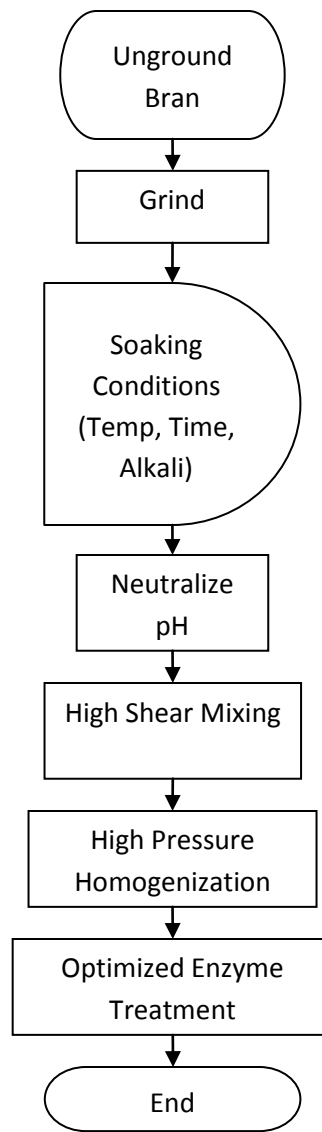 Unground
Bran
Grind
Soaking
Conditions
(Temp, Time,
Alkali)
Neutralize
pH
High Shear Mixing
High Pressure
Homogenization
Optimized Enzyme
Treatment
End